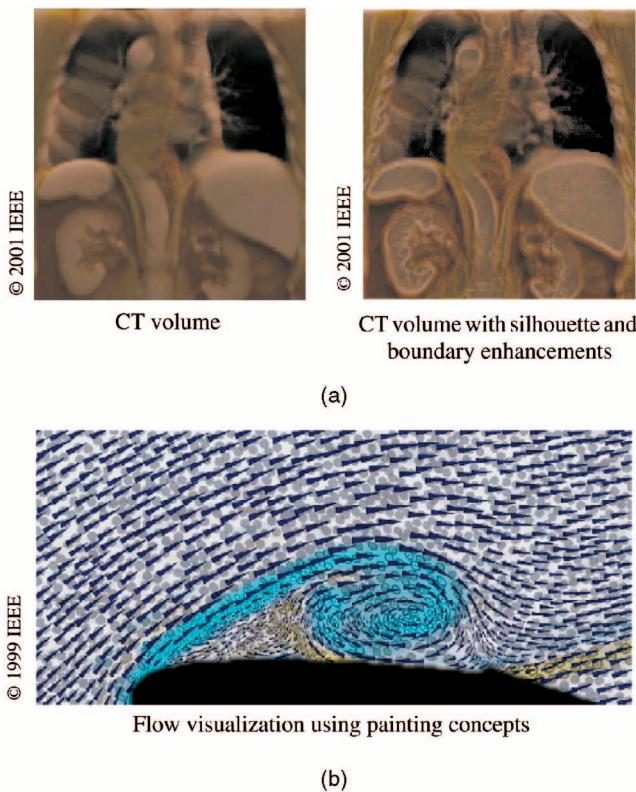 © 2001 IEEE
CT volume
© 2001 IEEE
CT volume with silhouette and
boundary enhancements
(a)
© 1999 IEEE
Flow visualization using painting concepts
(b)